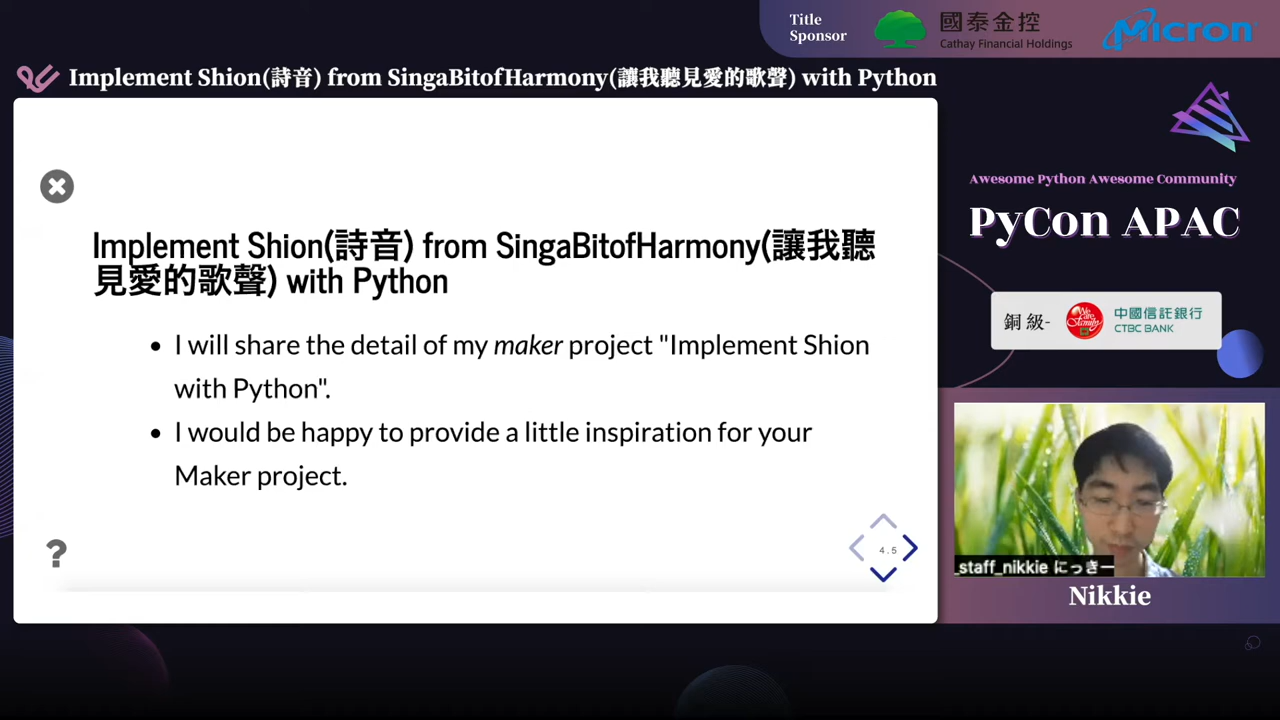 Title
Sponsor
國泰金控
Cathay Financial Holdings
Micron
Implement Shion(詩音) from SingaBitofHarmony(讓我聽見愛的歌聲) with Python
Implement Shion(詩音) from SingaBitofHarmony(讓我聽
見愛的歌聲) with Python
I will share the detail of my maker project "Implement Shion
with Python".
I would be happy to provide a little inspiration for your
Maker project.
?
4.5
Awesome Python Awesome Community
PyCon APAC
銅級-
We are Family
中國信託銀行
CTBC BANK
_staff_nikkie にっきー
Nikkie